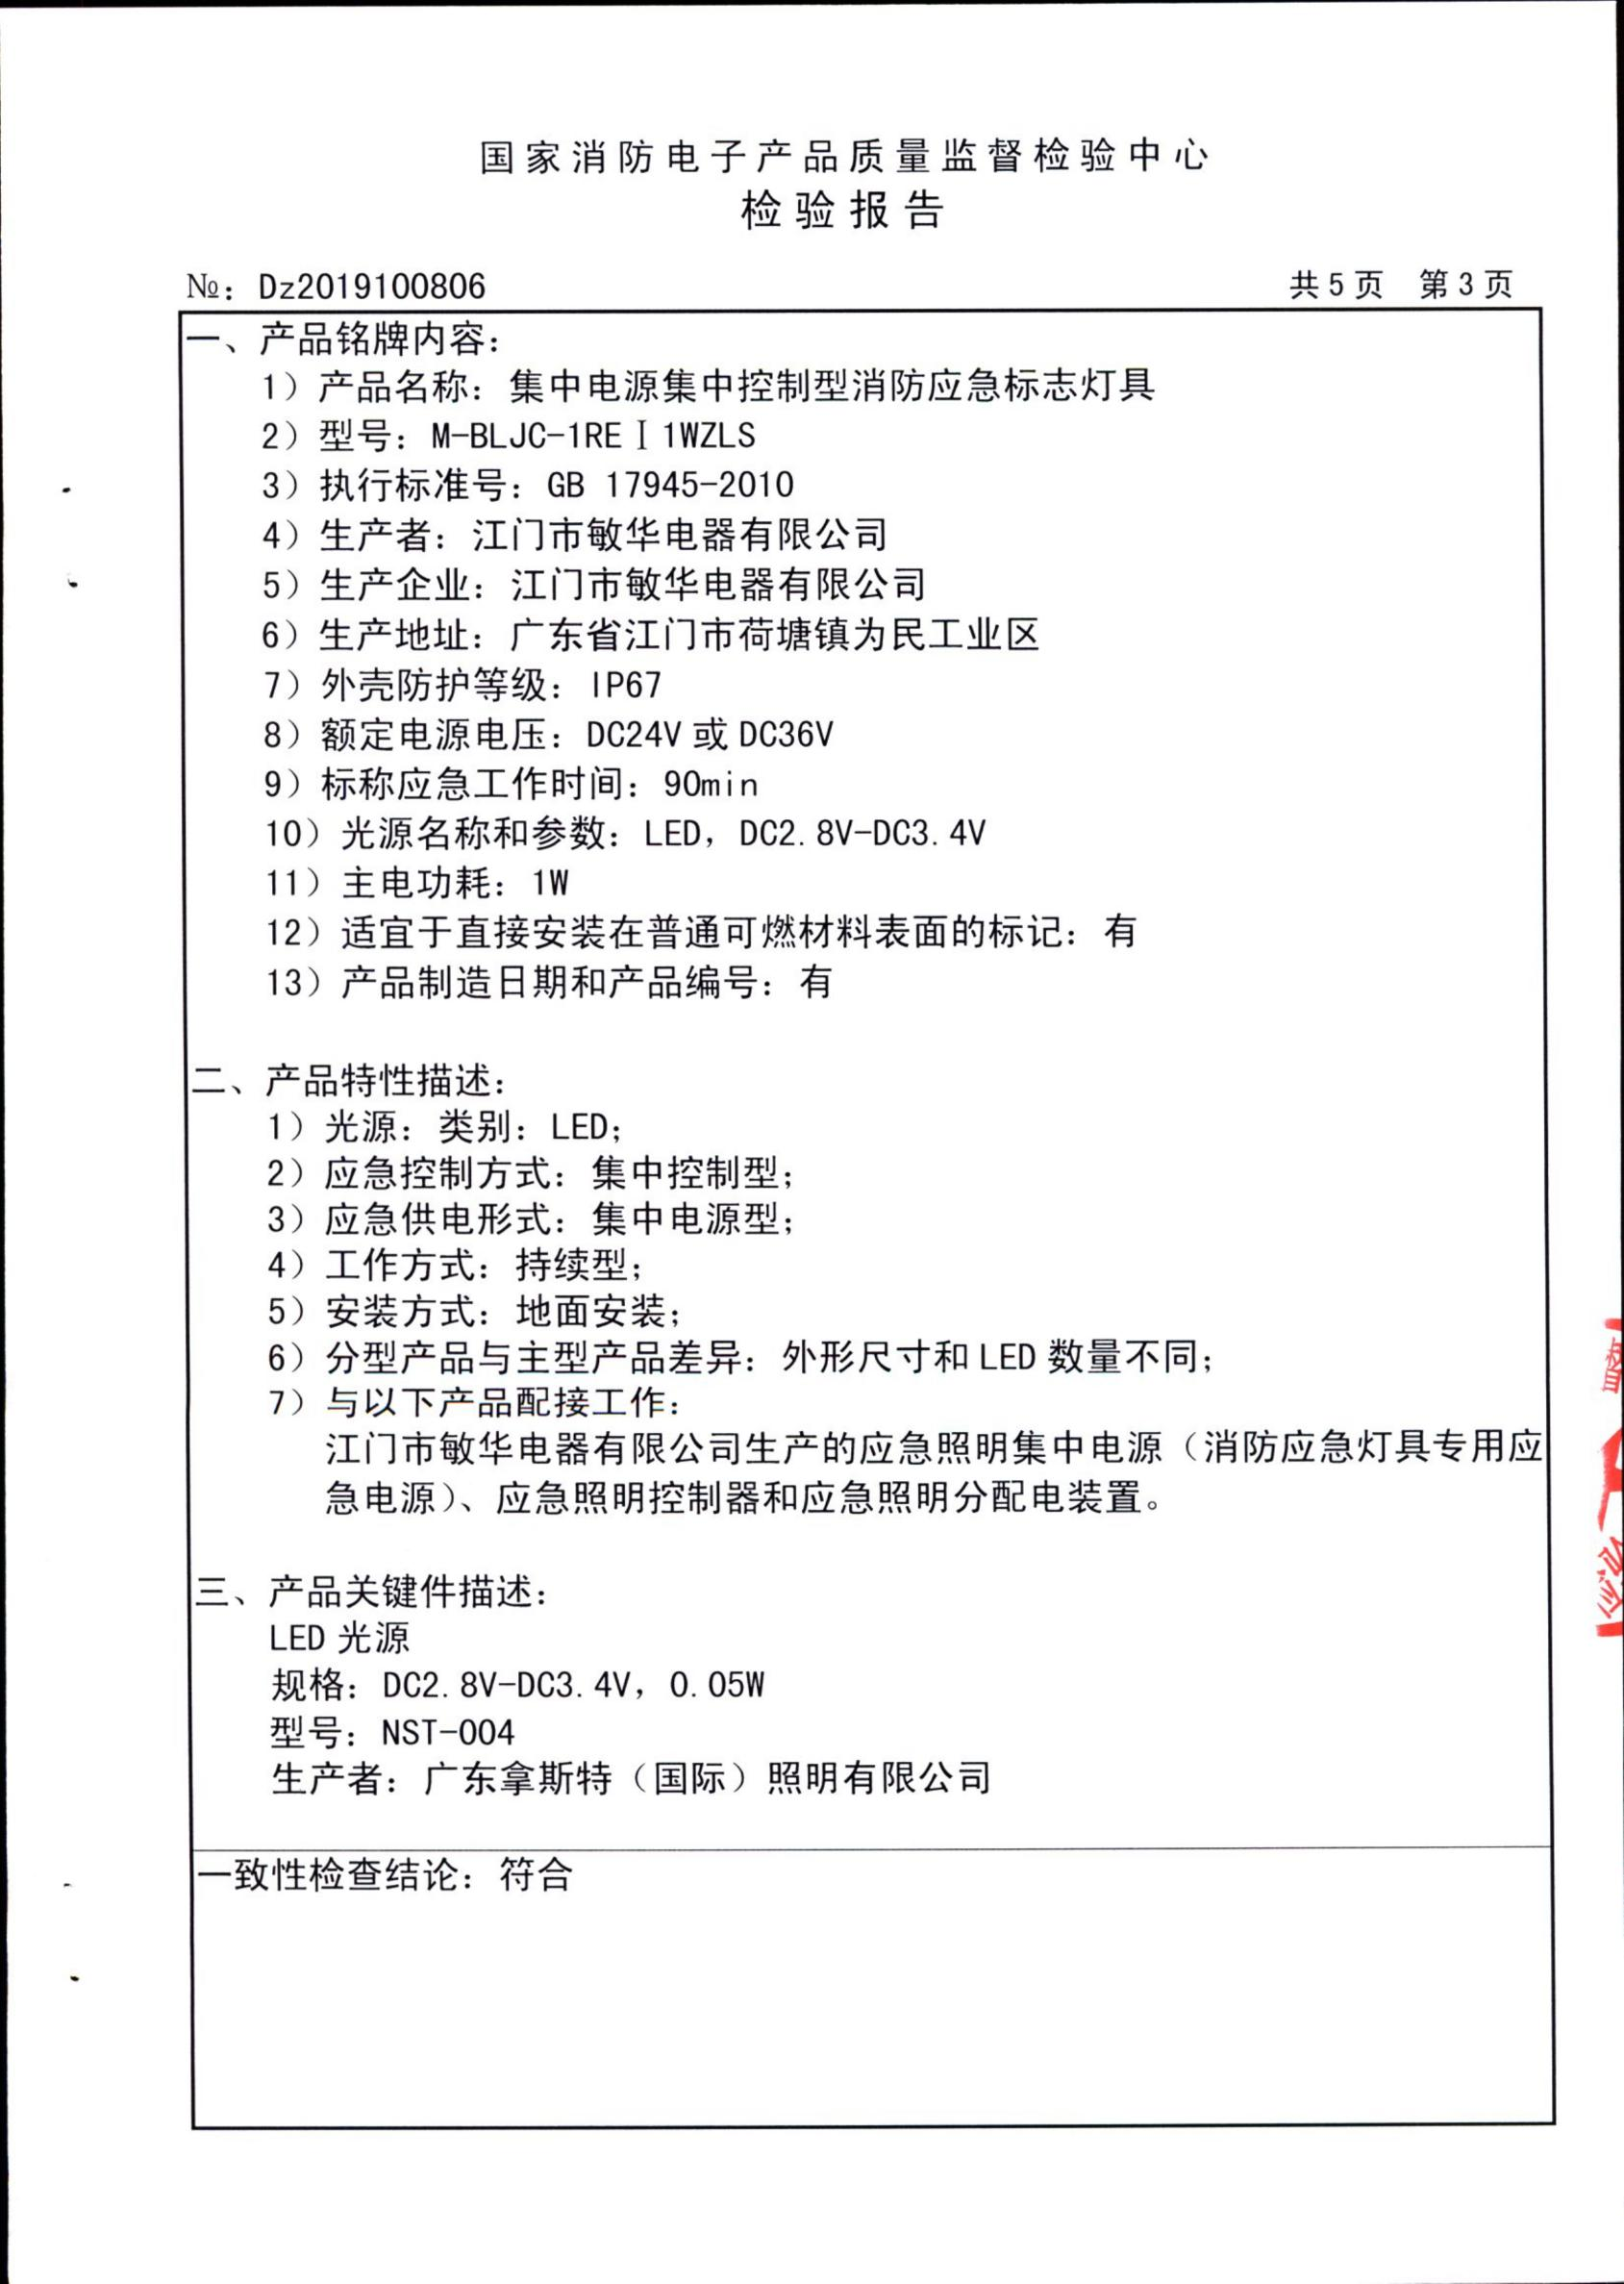 国家消防电子产品质量监督检验中心
检验报告
№：Dz2019100806 共5页 第3页
一、产品铭牌内容：
1）产品名称：集中电源集中控制型消防应急标志灯具
2）型号：M-BLJC-1REⅠ1WZLS
3）执行标准号：GB 17945-2010
4）生产者：江门市敏华电器有限公司
5）生产企业：江门市敏华电器有限公司
6）生产地址：广东省江门市荷塘镇为民工业区
7）外壳防护等级：IP67
8）额定电源电压：DC24V 或 DC36V
9）标称应急工作时间：90min
10）光源名称和参数：LED，DC2.8V-DC3.4V
11）主电功耗：1W
12）适宜于直接安装在普通可燃材料表面的标记：有
13）产品制造日期和产品编号：有
二、产品特性描述：
1）光源：类别：LED；
2）应急控制方式：集中控制型；
3）应急供电形式：集中电源型；
4）工作方式：持续型；
5）安装方式：地面安装；
6）分型产品与主型产品差异：外形尺寸和 LED 数量不同；
7）与以下产品配接工作：
江门市敏华电器有限公司生产的应急照明集中电源（消防应急灯具专用应
急电源）、应急照明控制器和应急照明分配电装置。
三、产品关键件描述：
LED 光源
规格：DC2.8V-DC3.4V，0.05W
型号：NST-004
生产者：广东拿斯特（国际）照明有限公司
一致性检查结论：符合